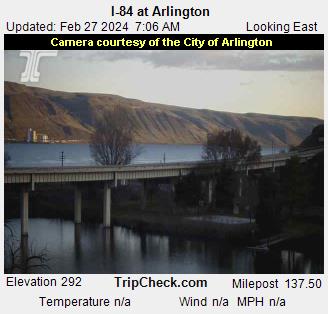 I-84 at Arlington
Updated: Feb 27 2024 7:06 AM Looking East
Camera courtesy of the City of Arlington
Elevation 292 TripCheck.com Milepost 137.50
Temperature n/a Wind n/a MPH n/a